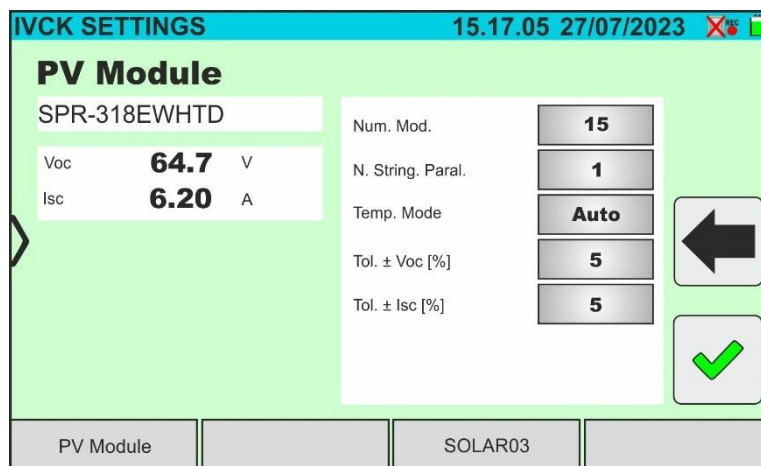 IVCK SETTINGS 15.17.05 27/07/2023 REC
PV Module
SPR-318EWHTD
Voc 64.7 V
Isc 6.20 A
Num. Mod. 15
N. String. Paral. 1
Temp. Mode Auto
Tol. ± Voc [%] 5
Tol. ± Isc [%] 5
PV Module SOLAR03